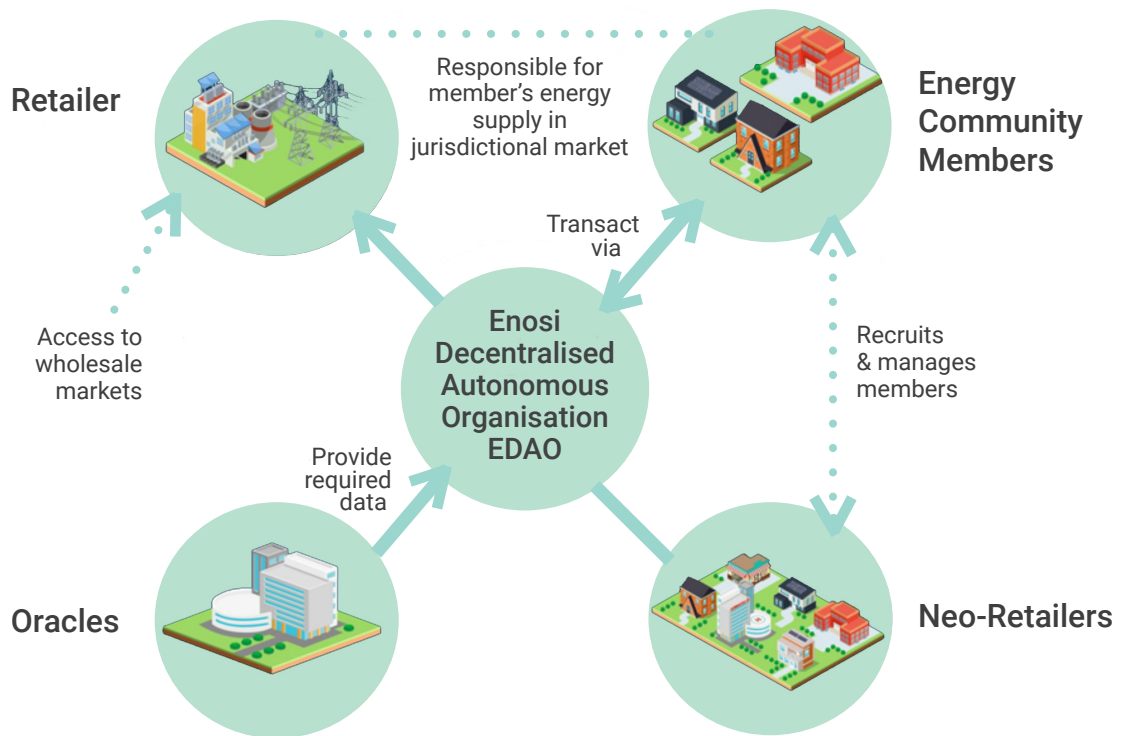 Retailer
Responsible for
member’s energy
supply in
jurisdictional market
Energy
Community
Members
Transact
via
Access to
wholesale
markets
Enosi
Decentralised
Autonomous
Organisation
EDAO
Recruits
& manages
members
Provide
required
data
Oracles
Neo-Retailers